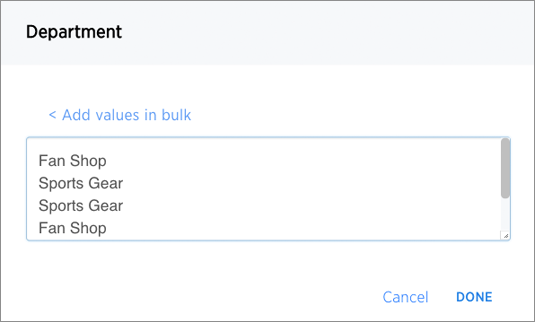 Department
< Add values in bulk
Fan Shop
Sports Gear
Sports Gear
Fan Shop
Cancel DONE